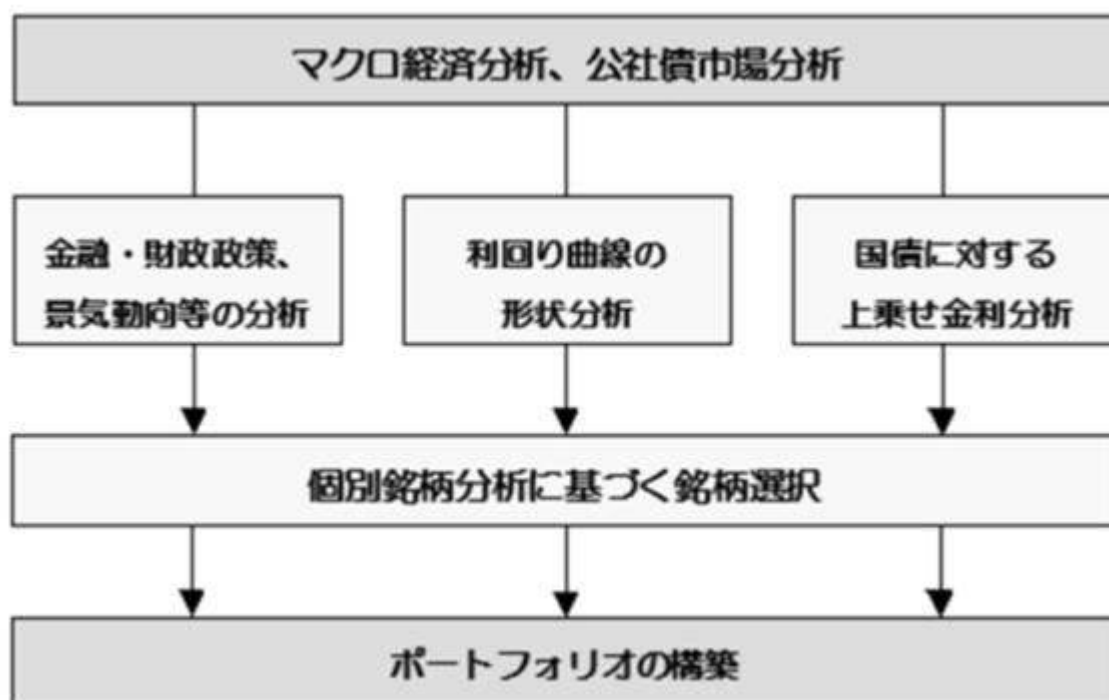 マクロ経済分析、公社債市場分析
金融・財政政策、
景気動向等の分析
利回り曲線の
形状分析
国債に対する
上乗せ金利分析
個別銘柄分析に基づく銘柄選択
ポートフォリオの構築